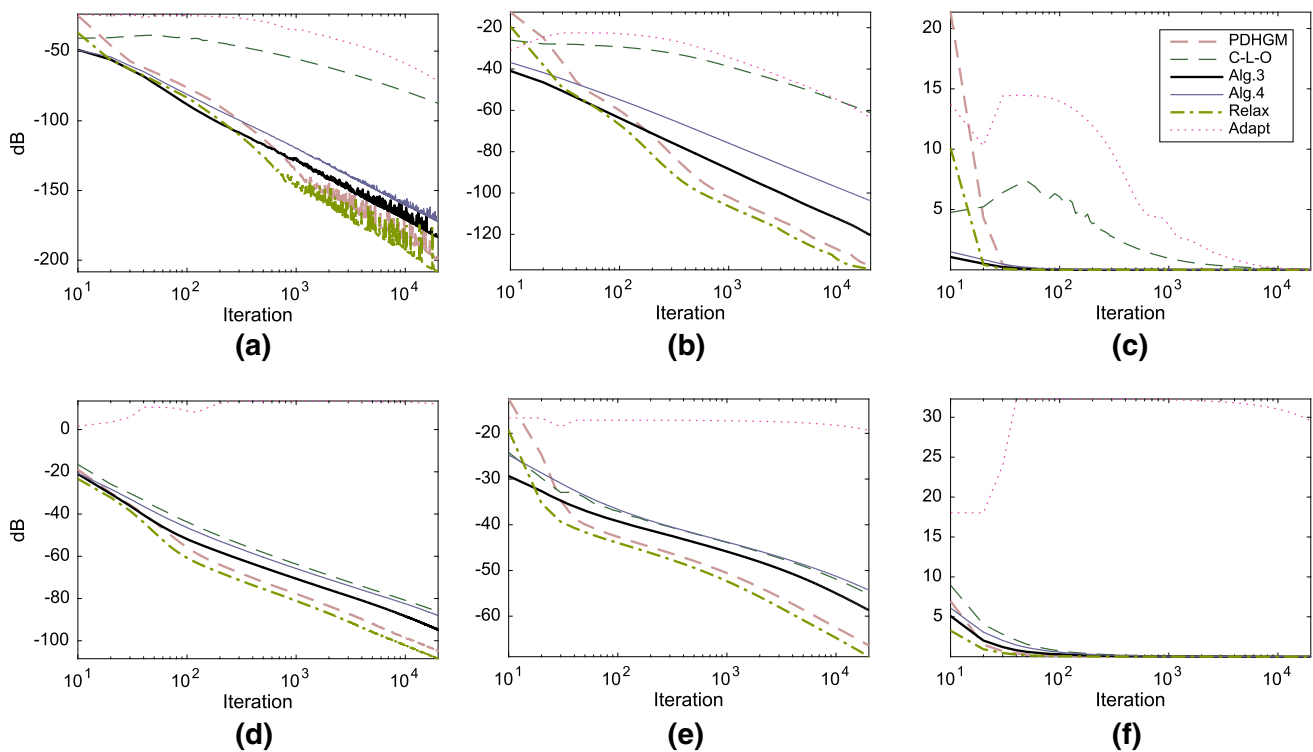 dB
-50
-100
-150
-200
10^1 10^2 10^3 10^4
Iteration
(a)
-20
-40
-60
-80
-100
-120
10^1 10^2 10^3 10^4
Iteration
(b)
20
15
10
5
PDHGM
C-L-O
Alg.3
Alg.4
Relax
Adapt
10^1 10^2 10^3 10^4
Iteration
(c)
dB
0
-20
-40
-60
-80
-100
10^1 10^2 10^3 10^4
Iteration
(d)
-20
-30
-40
-50
-60
10^1 10^2 10^3 10^4
Iteration
(e)
30
25
20
15
10
5
10^1 10^2 10^3 10^4
Iteration
(f)